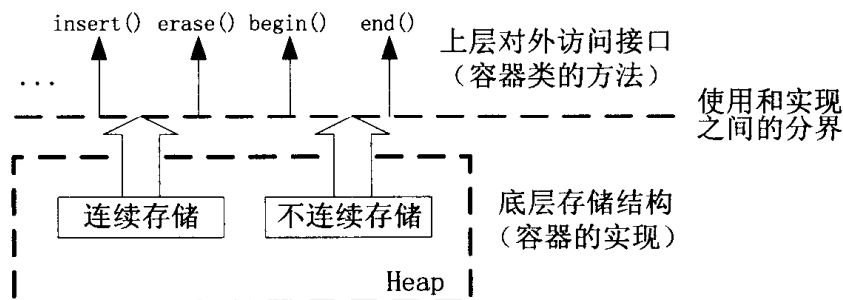 insert() erase() begin() end()
上层对外访问接口
（容器类的方法）
...
使用和实现
之间的分界
连续存储
不连续存储
底层存储结构
（容器的实现）
Heap